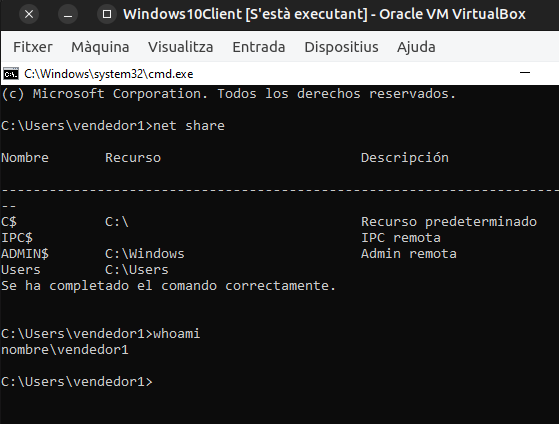 Windows10Client [S'està executant] - Oracle VM VirtualBox
Fitxer Màquina Visualitza Entrada Dispositius Ajuda
C:\Windows\system32\cmd.exe
(c) Microsoft Corporation. Todos los derechos reservados.
C:\Users\vendedor1>net share
Nombre Recurso Descripción
-------------------------------------------------------------------------------
--
C$ C:\ Recurso predeterminado
IPC$ IPC remota
ADMIN$ C:\Windows Admin remota
Users C:\Users
Se ha completado el comando correctamente.
C:\Users\vendedor1>whoami
nombre\vendedor1
C:\Users\vendedor1>